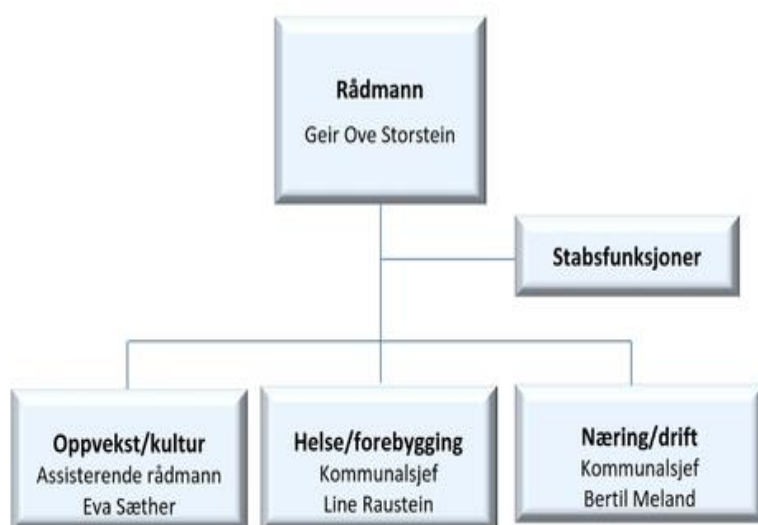 Rådmann
Geir Ove Storstein
Stabsfunksjoner
Oppvekst/kultur
Assisterende rådmann
Eva Sæther
Helse/forebygging
Kommunalsjef
Line Raustein
Næring/drift
Kommunalsjef
Bertil Meland